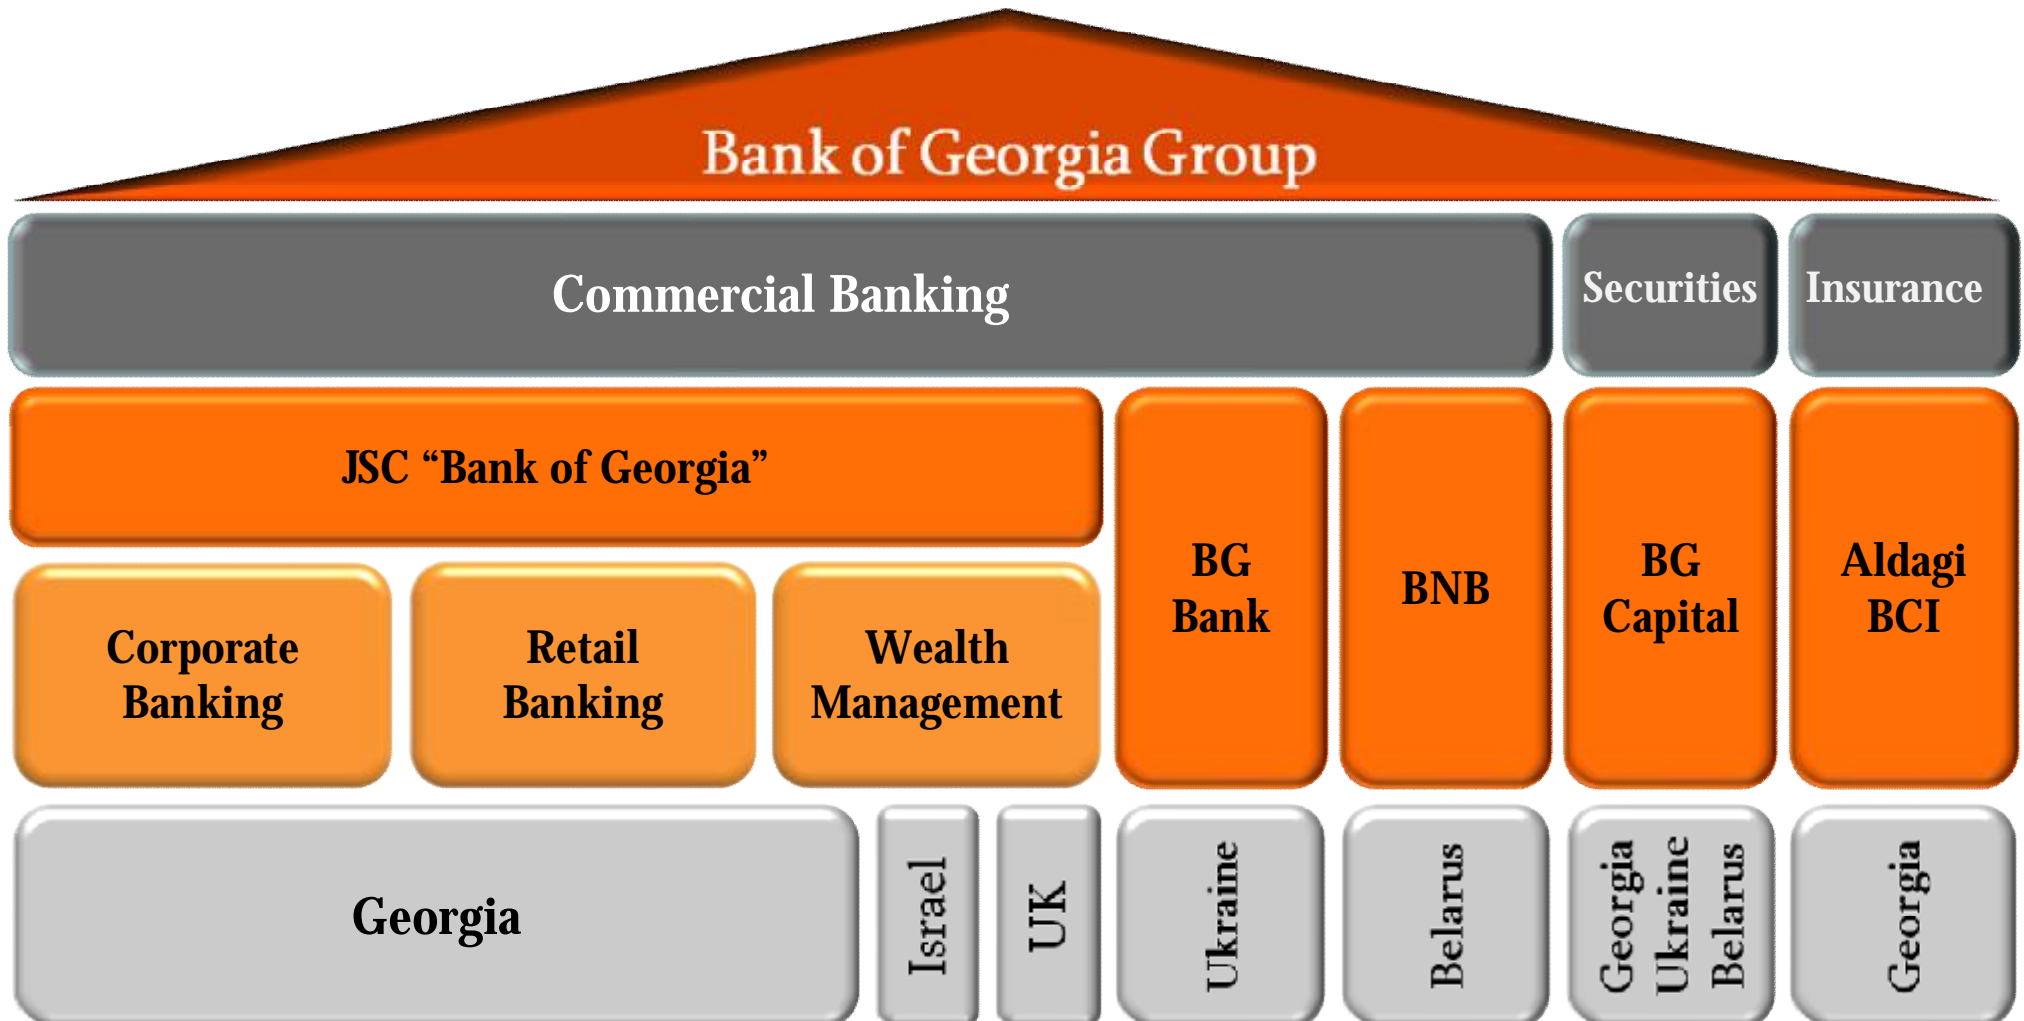 Bank of Georgia Group
Commercial Banking
Securities
Insurance
JSC “Bank of Georgia”
BG
Bank
BNB
BG
Capital
Aldagi
BCI
Corporate
Banking
Retail
Banking
Wealth
Management
Georgia
Israel
UK
Ukraine
Belarus
Georgia
Ukraine
Belarus
Georgia